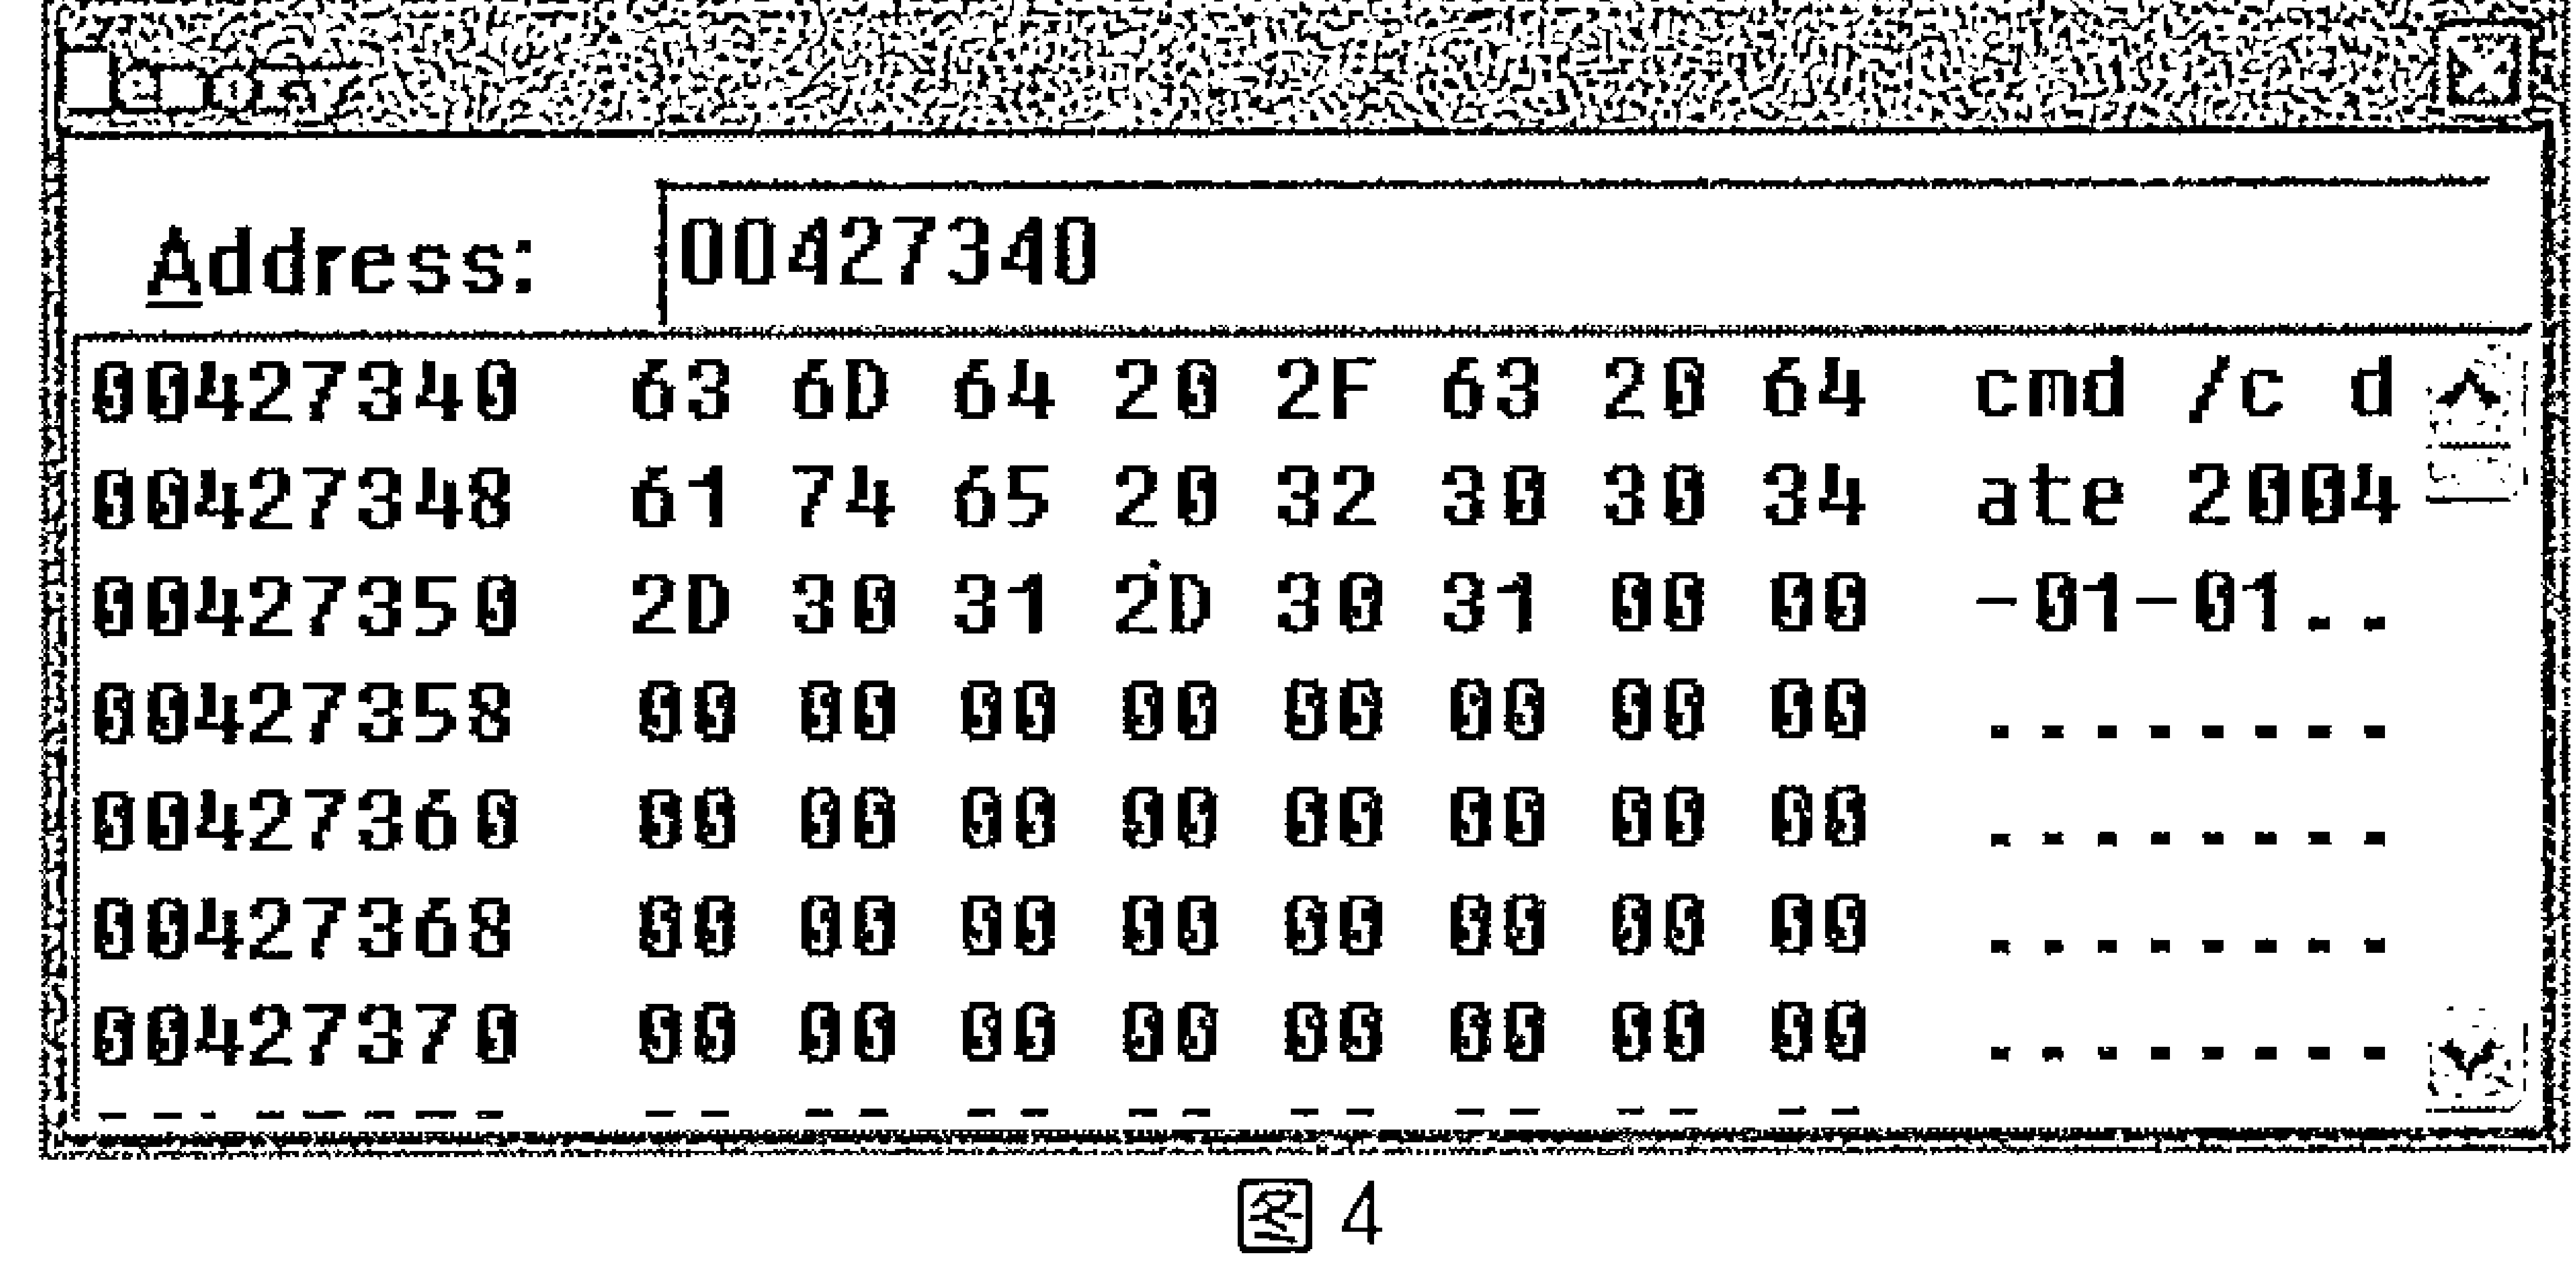 Memory
Address: 00427340
00427340 63 6D 64 20 2F 63 20 64 cmd /c d
00427348 61 74 65 20 32 30 30 34 ate 2004
00427350 2D 30 31 2D 30 31 00 00 -01-01..
00427358 00 00 00 00 00 00 00 00 ........
00427360 00 00 00 00 00 00 00 00 ........
00427368 00 00 00 00 00 00 00 00 ........
00427370 00 00 00 00 00 00 00 00 ........
图 4